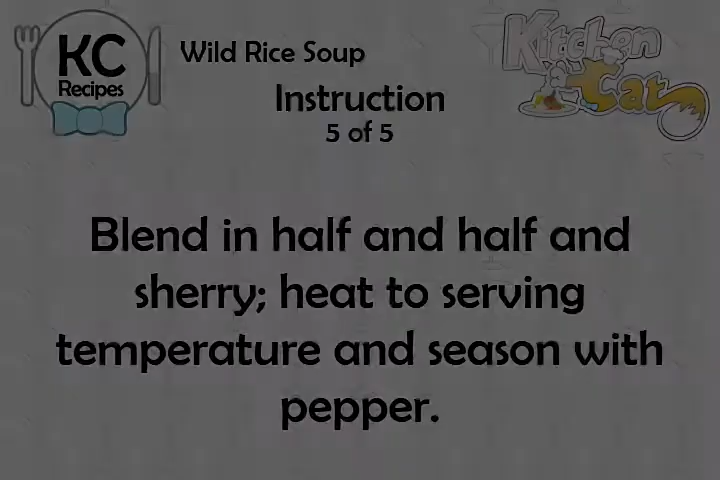 KC
Recipes
Wild Rice Soup
Kitchen
Cat
Instruction
5 of 5
Blend in half and half and
sherry; heat to serving
temperature and season with
pepper.